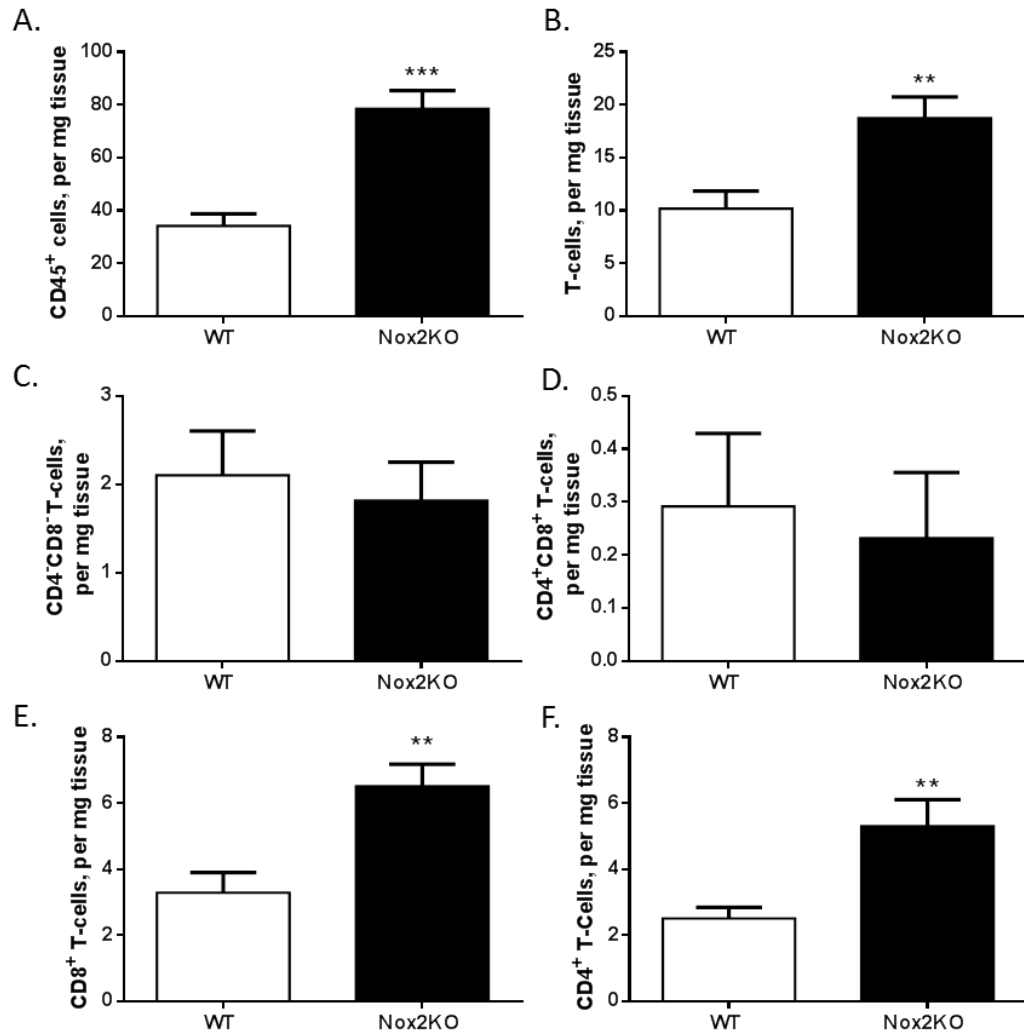 A.
CD45⁺ cells, per mg tissue
100
80
60
40
20
0
***
WT
Nox2KO
B.
T-cells, per mg tissue
25
20
15
10
5
0
**
WT
Nox2KO
C.
CD4⁻CD8⁻ T-cells,
per mg tissue
3
2
1
0
WT
Nox2KO
D.
CD4⁺CD8⁺ T-cells,
per mg tissue
0.5
0.4
0.3
0.2
0.1
0.0
WT
Nox2KO
E.
CD8⁺ T-cells, per mg tissue
8
6
4
2
0
**
WT
Nox2KO
F.
CD4⁺ T-Cells, per mg tissue
8
6
4
2
0
**
WT
Nox2KO